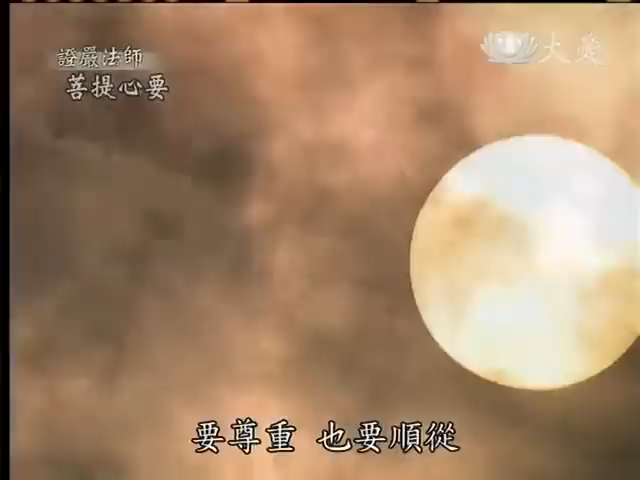 證嚴法師
菩提心要
大愛
要尊重 也要順從